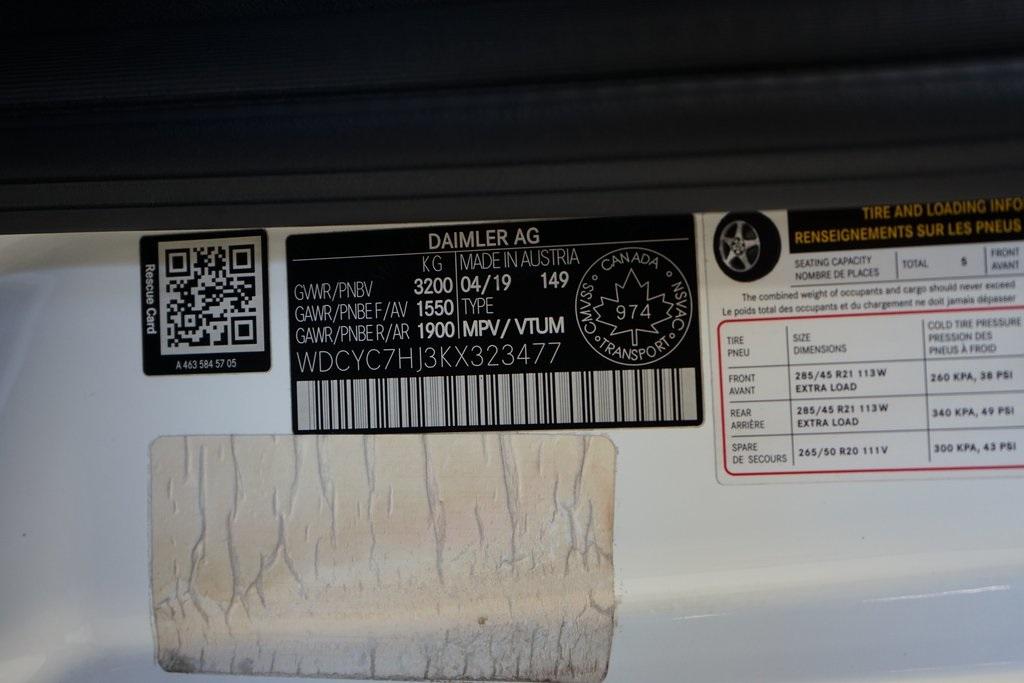 Rescue Card
A 463 584 57 05
DAIMLER AG
KG MADE IN AUSTRIA
GWR/PNBV 3200 04/19 149
GAWR/PNBE F/AV 1550 TYPE
GAWR/PNBE R/AR 1900 MPV/VTUM
WDCYC7HJ3KX323477
CANADA
CMVSS 974 NSVAC
TRANSPORT
TIRE AND LOADING INFO
RENSEIGNEMENTS SUR LES PNEUS
SEATING CAPACITY
NOMBRE DE PLACES
TOTAL 5
FRONT
AVANT
The combined weight of occupants and cargo should never exceed
Le poids total des occupants et du chargement ne doit jamais dépasser
TIRE
PNEU
SIZE
DIMENSIONS
COLD TIRE PRESSURE
PRESSION DES
PNEUS À FROID
FRONT
AVANT
285/45 R21 113W
EXTRA LOAD
260 KPA, 38 PSI
REAR
ARRIÈRE
285/45 R21 113W
EXTRA LOAD
340 KPA, 49 PSI
SPARE
DE SECOURS
265/50 R20 111V
300 KPA, 43 PSI